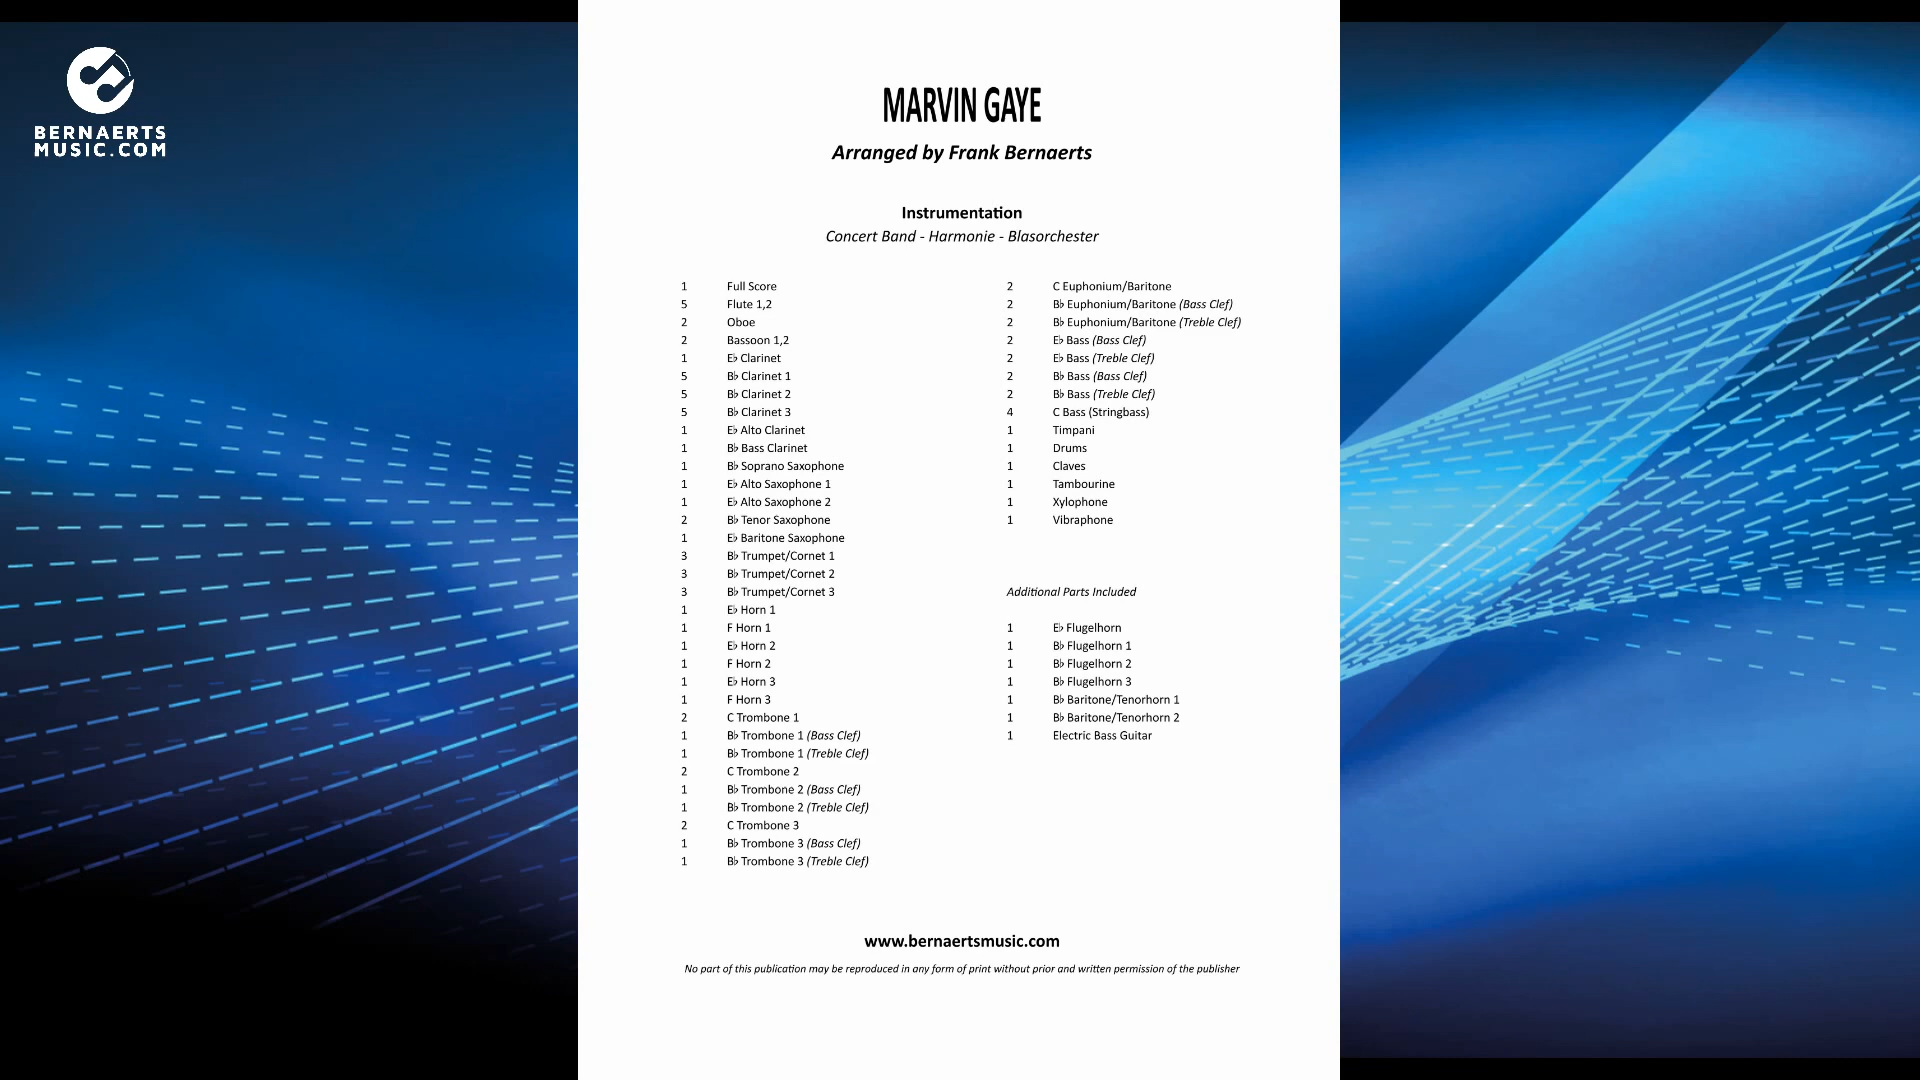 BERNAERTS
MUSIC.COM
MARVIN GAYE
Arranged by Frank Bernaerts
Instrumentation
Concert Band - Harmonie - Blasorchester
1 Full Score
5 Flute 1,2
2 Oboe
2 Bassoon 1,2
1 E♭ Clarinet
5 B♭ Clarinet 1
5 B♭ Clarinet 2
5 B♭ Clarinet 3
1 E♭ Alto Clarinet
1 B♭ Bass Clarinet
1 B♭ Soprano Saxophone
1 E♭ Alto Saxophone 1
1 E♭ Alto Saxophone 2
2 B♭ Tenor Saxophone
1 E♭ Baritone Saxophone
3 B♭ Trumpet/Cornet 1
3 B♭ Trumpet/Cornet 2
3 B♭ Trumpet/Cornet 3
1 E♭ Horn 1
1 F Horn 1
1 E♭ Horn 2
1 F Horn 2
1 E♭ Horn 3
1 F Horn 3
2 C Trombone 1
1 B♭ Trombone 1 (Bass Clef)
1 B♭ Trombone 1 (Treble Clef)
2 C Trombone 2
1 B♭ Trombone 2 (Bass Clef)
1 B♭ Trombone 2 (Treble Clef)
2 C Trombone 3
1 B♭ Trombone 3 (Bass Clef)
1 B♭ Trombone 3 (Treble Clef)
2 C Euphonium/Baritone
2 B♭ Euphonium/Baritone (Bass Clef)
2 B♭ Euphonium/Baritone (Treble Clef)
2 E♭ Bass (Bass Clef)
2 E♭ Bass (Treble Clef)
2 B♭ Bass (Bass Clef)
2 B♭ Bass (Treble Clef)
4 C Bass (Stringbass)
1 Timpani
1 Drums
1 Claves
1 Tambourine
1 Xylophone
1 Vibraphone
Additional Parts Included
1 E♭ Flugelhorn
1 B♭ Flugelhorn 1
1 B♭ Flugelhorn 2
1 B♭ Flugelhorn 3
1 B♭ Baritone/Tenorhorn 1
1 B♭ Baritone/Tenorhorn 2
1 Electric Bass Guitar
www.bernaertsmusic.com
No part of this publication may be reproduced in any form of print without prior and written permission of the publisher